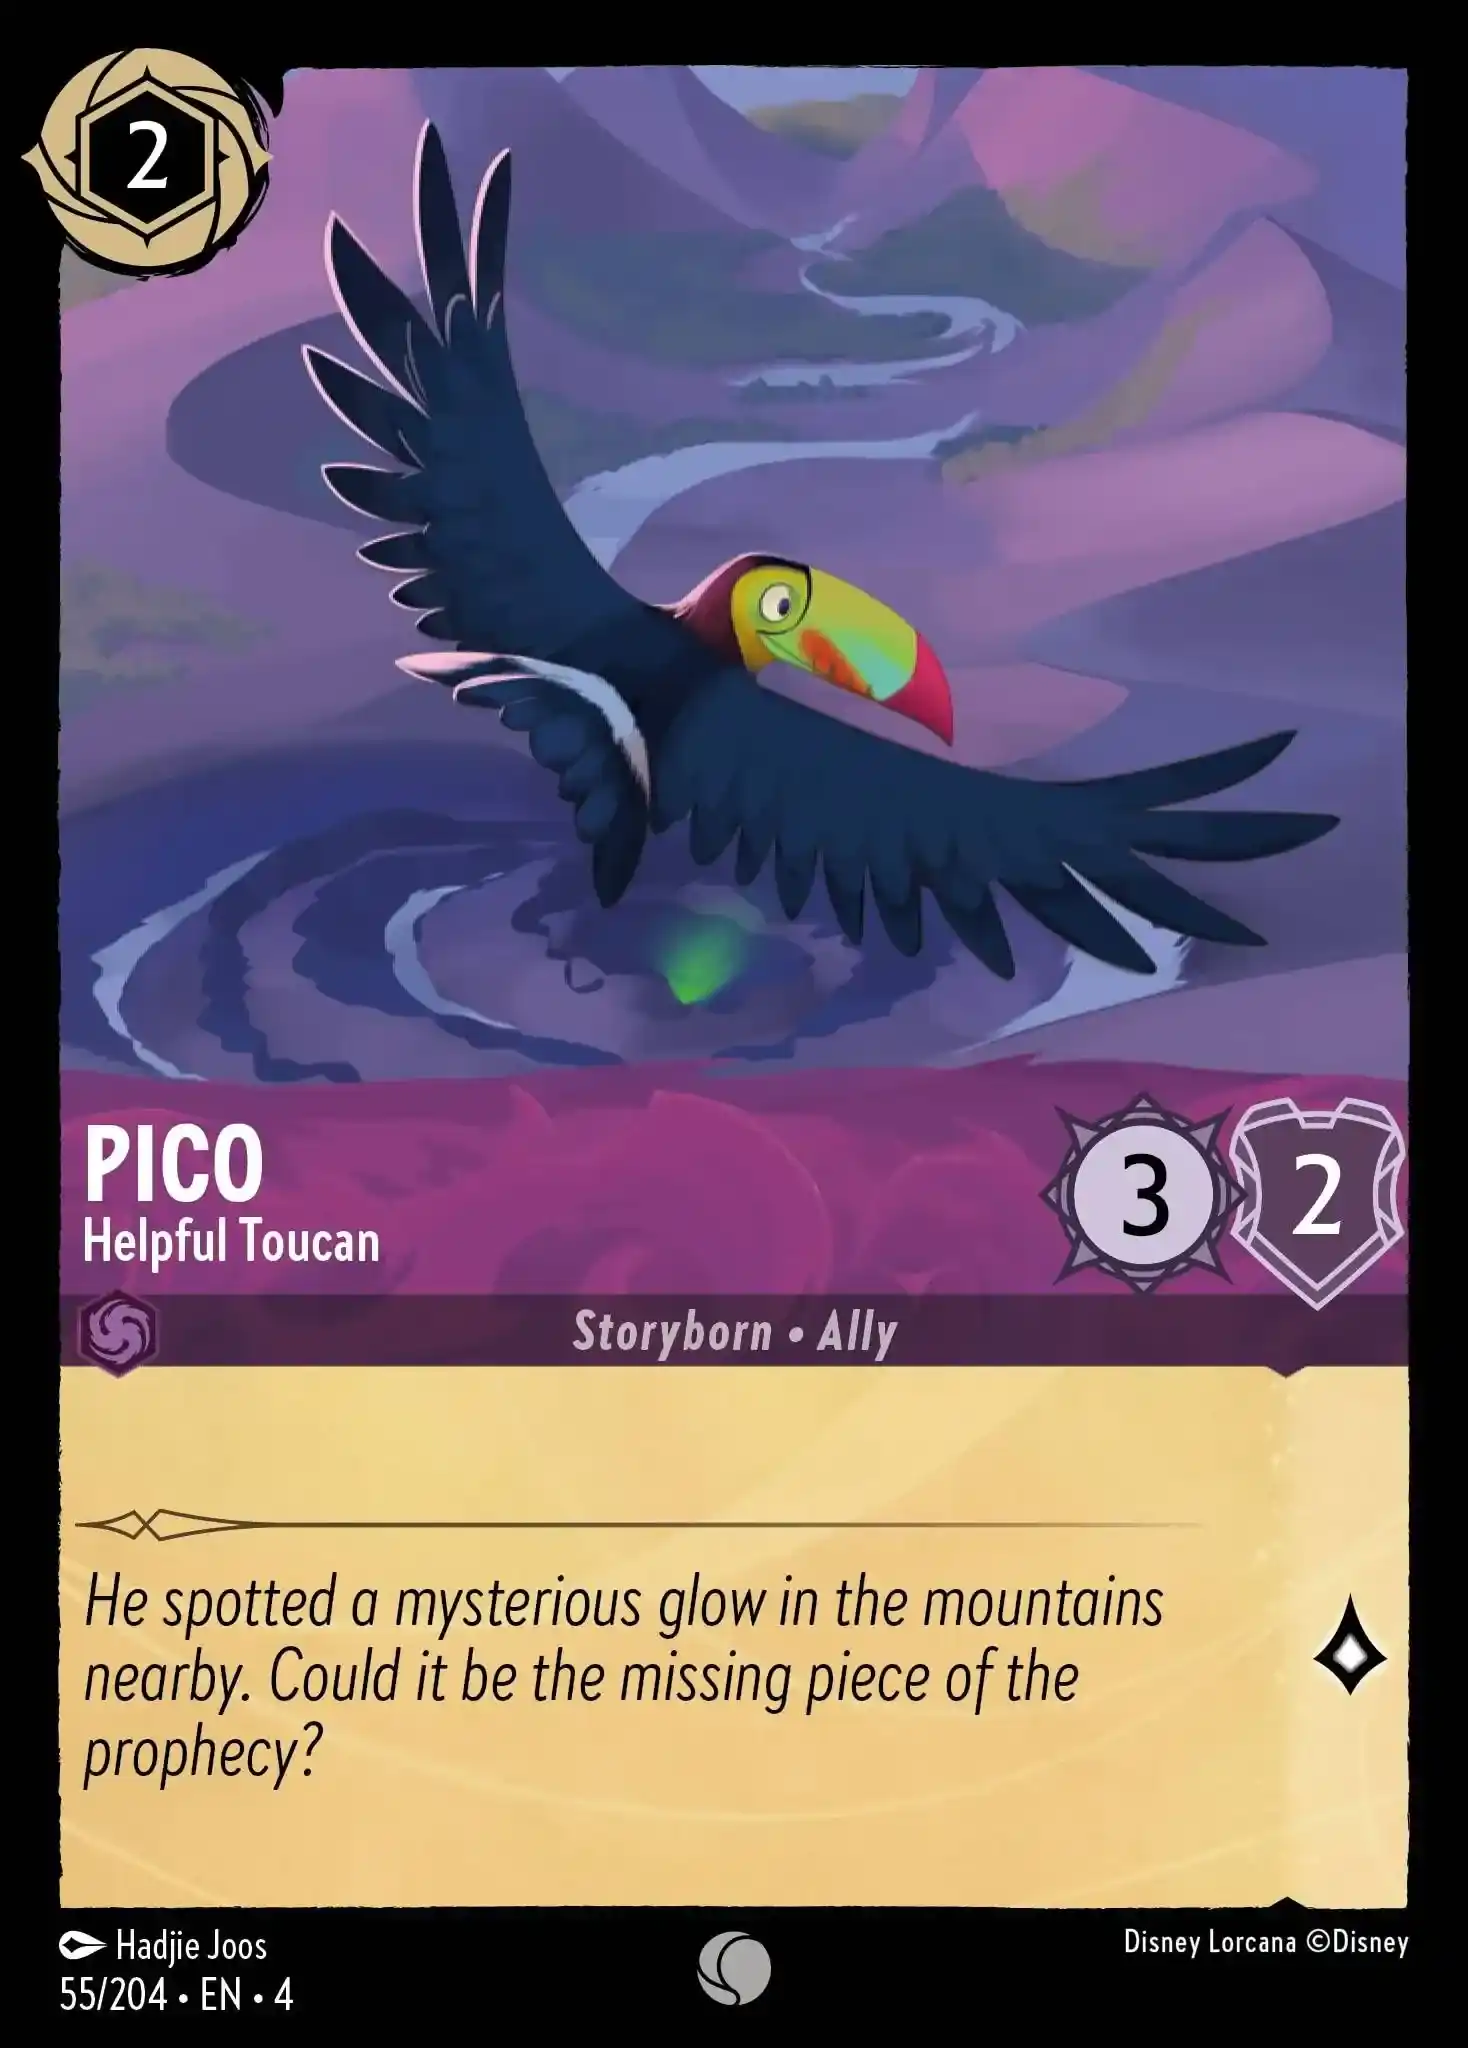 2
PICO
Helpful Toucan
3
2
Storyborn • Ally
He spotted a mysterious glow in the mountains
nearby. Could it be the missing piece of the
prophecy?
Hadjie Joos
Disney Lorcana ©Disney
55/204 • EN • 4